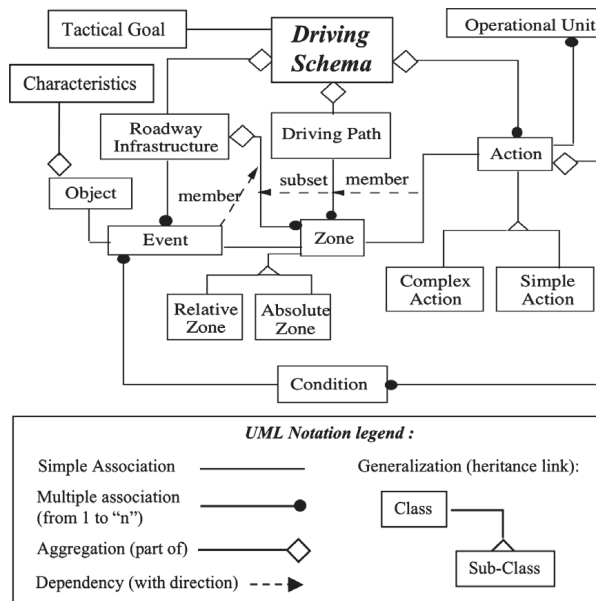 Tactical Goal
Driving
Schema
Operational Unit
Characteristics
Roadway
Infrastructure
Driving Path
Action
Object
member
subset
member
Event
Zone
Relative
Zone
Absolute
Zone
Complex
Action
Simple
Action
Condition
UML Notation legend :
Simple Association
Generalization (heritance link):
Multiple association
(from 1 to “n”)
Class
Aggregation (part of)
Sub-Class
Dependency (with direction)